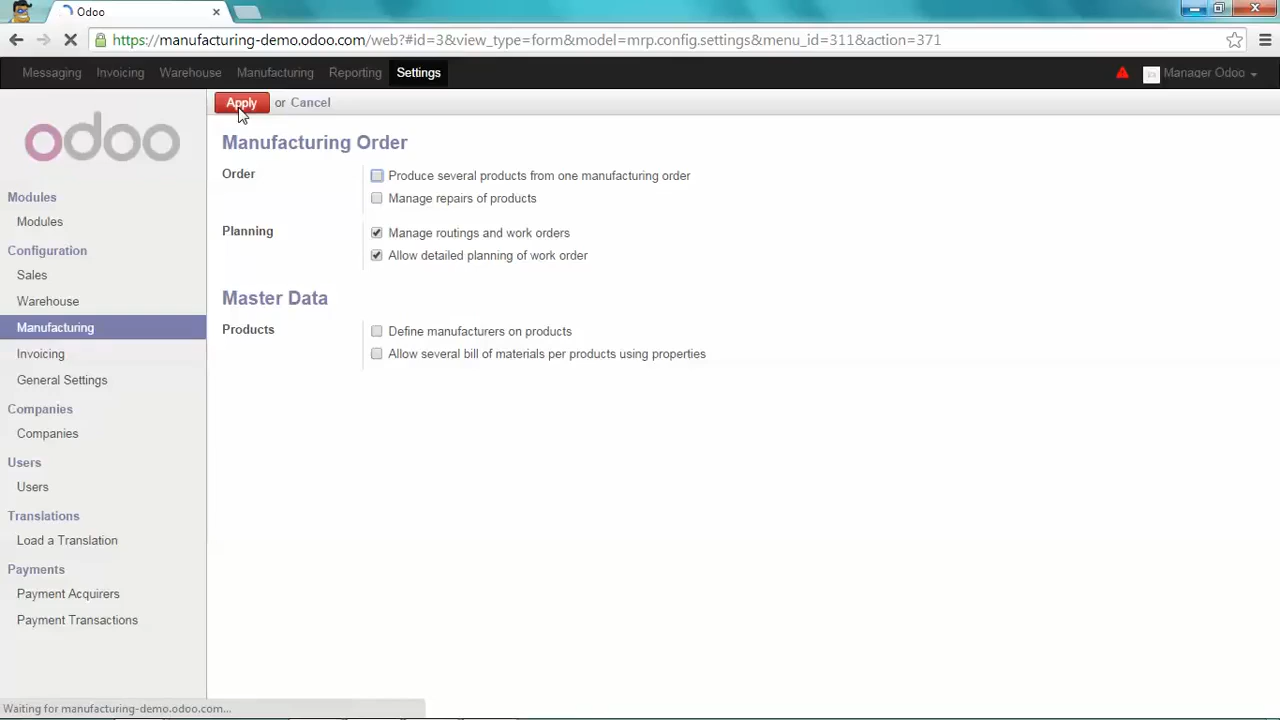 Odoo
https://manufacturing-demo.odoo.com/web?#id=3&view_type=form&model=mrp.config.settings&menu_id=311&action=371
Messaging Invoicing Warehouse Manufacturing Reporting Settings Manager Odoo
odoo
Apply or Cancel
Manufacturing Order
Order
Produce several products from one manufacturing order
Manage repairs of products
Planning
Manage routings and work orders
Allow detailed planning of work order
Master Data
Products
Define manufacturers on products
Allow several bill of materials per products using properties
Modules
Modules
Configuration
Sales
Warehouse
Manufacturing
Invoicing
General Settings
Companies
Companies
Users
Users
Translations
Load a Translation
Payments
Payment Acquirers
Payment Transactions
Waiting for manufacturing-demo.odoo.com...